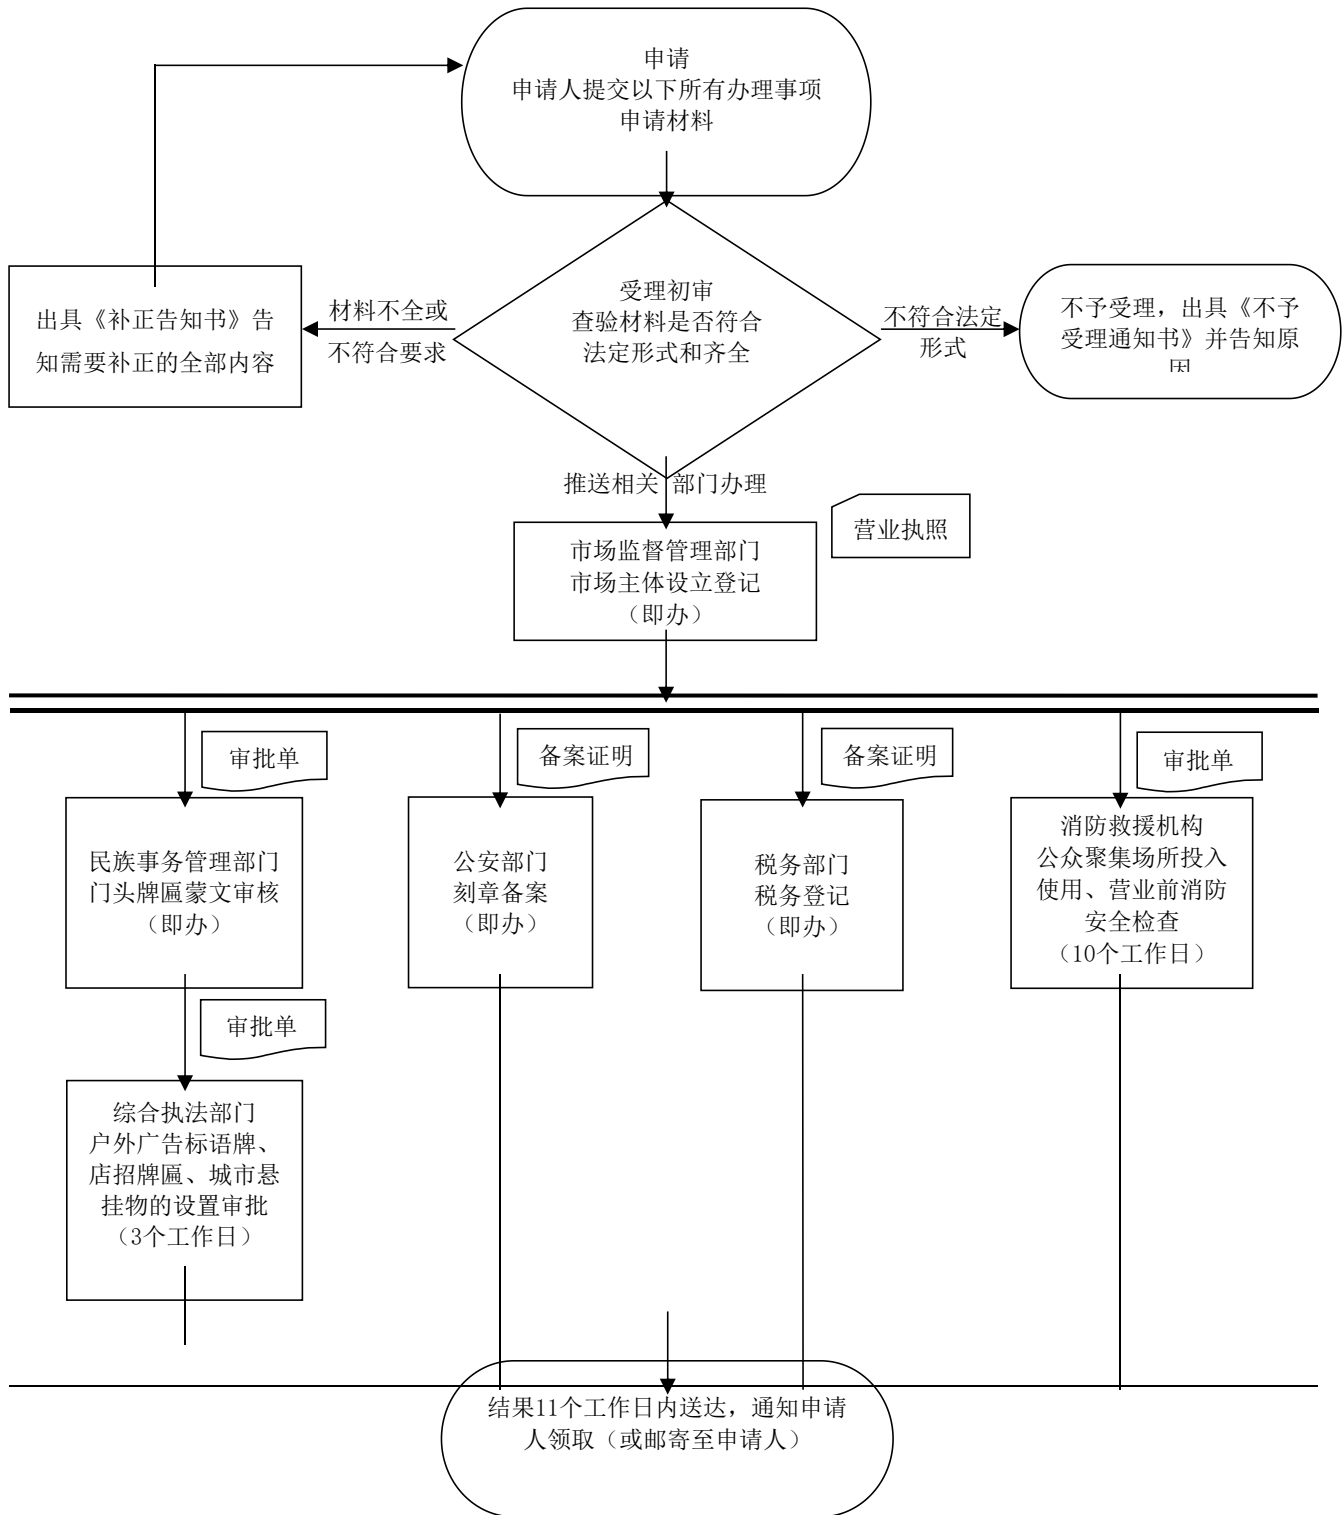 申请
申请人提交以下所有办理事项
申请材料
出具《补正告知书》告
知需要补正的全部内容
材料不全或
不符合要求
受理初审
查验材料是否符合
法定形式和齐全
不符合法定
形式
不予受理，出具《不予
受理通知书》并告知原
因
推送相关 部门办理
市场监督管理部门
市场主体设立登记
（即办）
营业执照
审批单
备案证明
备案证明
审批单
民族事务管理部门
门头牌匾蒙文审核
（即办）
公安部门
刻章备案
（即办）
税务部门
税务登记
（即办）
消防救援机构
公众聚集场所投入
使用、营业前消防
安全检查
（10个工作日）
审批单
综合执法部门
户外广告标语牌、
店招牌匾、城市悬
挂物的设置审批
（3个工作日）
结果11个工作日内送达，通知申请
人领取（或邮寄至申请人）